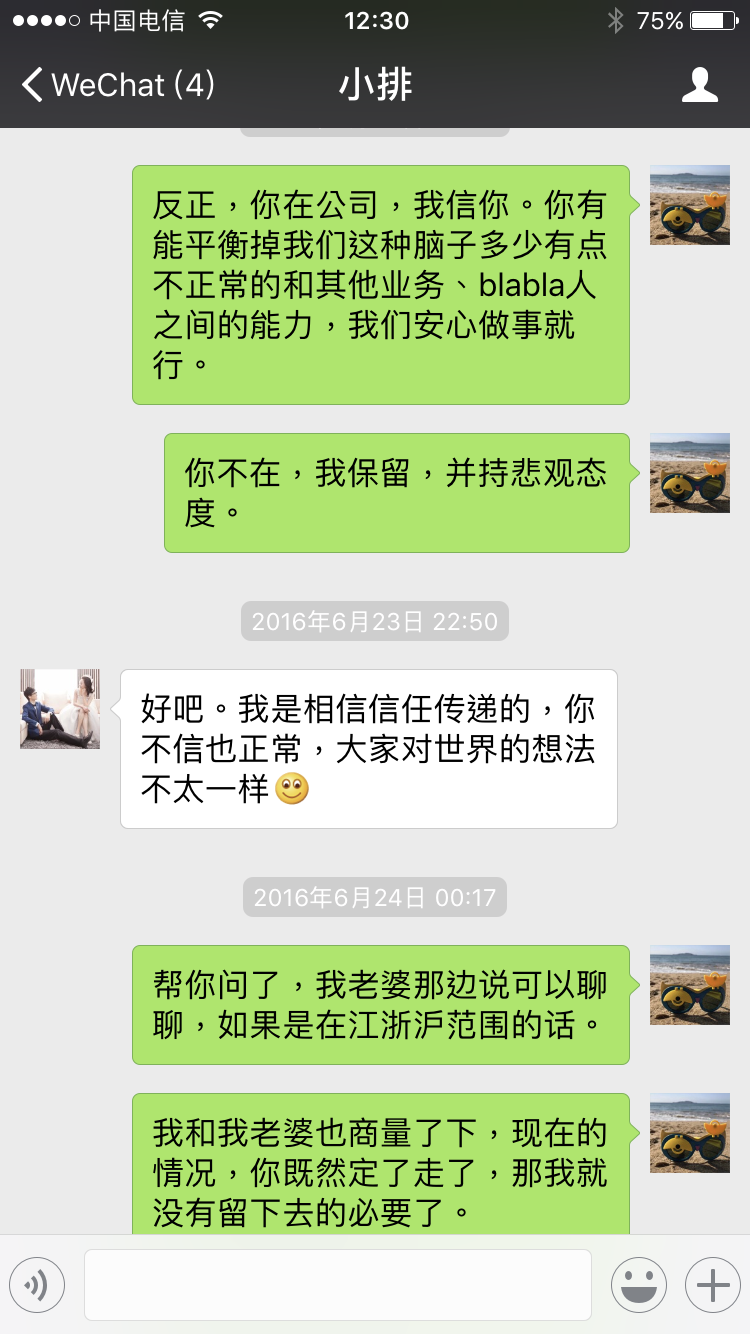 中国电信 12:30 75%
WeChat (4) 小排
反正，你在公司，我信你。你有
能平衡掉我们这种脑子多少有点
不正常的和其他业务、blabla人
之间的能力，我们安心做事就
行。
你不在，我保留，并持悲观态
度。
2016年6月23日 22:50
好吧。我是相信信任传递的，你
不信也正常，大家对世界的想法
不太一样
2016年6月24日 00:17
帮你问了，我老婆那边说可以聊
聊，如果是在江浙沪范围的话。
我和我老婆也商量了下，现在的
情况，你既然定了走了，那我就
没有留下去的必要了。